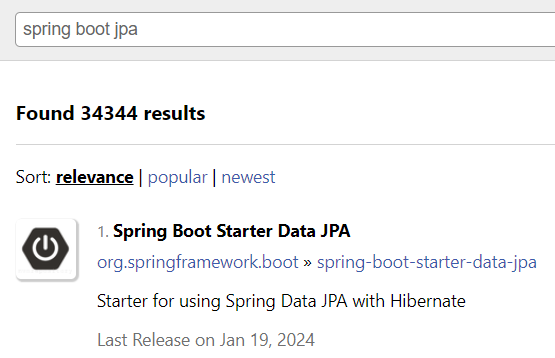 spring boot jpa
Found 34344 results
Sort: relevance | popular | newest
1. Spring Boot Starter Data JPA
org.springframework.boot » spring-boot-starter-data-jpa
Starter for using Spring Data JPA with Hibernate
Last Release on Jan 19, 2024